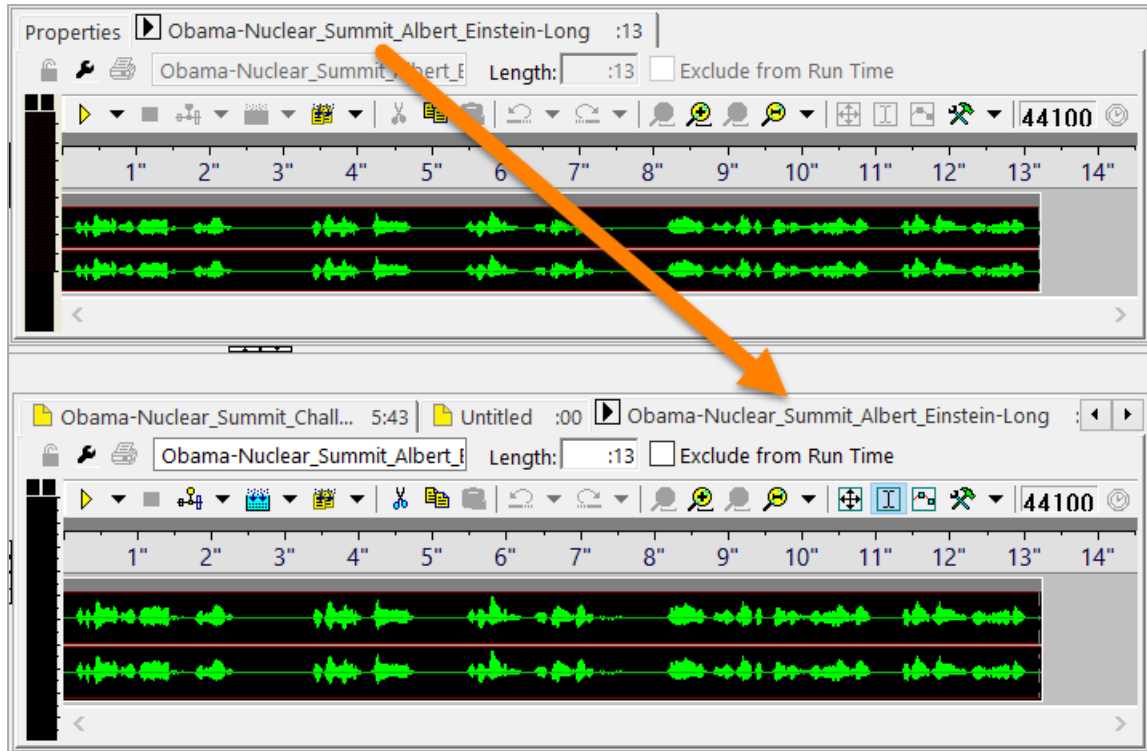 Properties Obama-Nuclear_Summit_Albert_Einstein-Long :13
Obama-Nuclear_Summit_Albert_E Length: :13 Exclude from Run Time
44100
1" 2" 3" 4" 5" 6" 7" 8" 9" 10" 11" 12" 13" 14"
Obama-Nuclear_Summit_Chall... 5:43 Untitled :00 Obama-Nuclear_Summit_Albert_Einstein-Long :
Obama-Nuclear_Summit_Albert_E Length: :13 Exclude from Run Time
44100
1" 2" 3" 4" 5" 6" 7" 8" 9" 10" 11" 12" 13" 14"